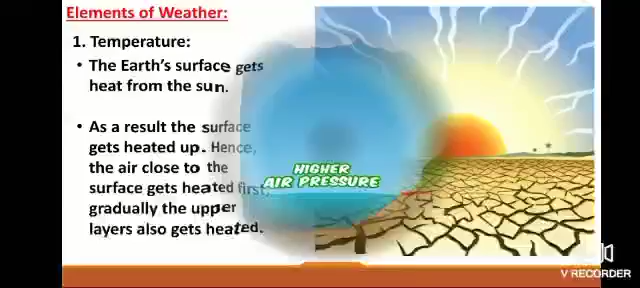 Elements of Weather:
1. Temperature:
• The Earth's surface gets
heat from the sun.
• As a result the surface
gets heated up. Hence,
the air close to the
surface gets heated first,
gradually the upper
layers also gets heated.
HIGHER
AIR PRESSURE
V RECORDER